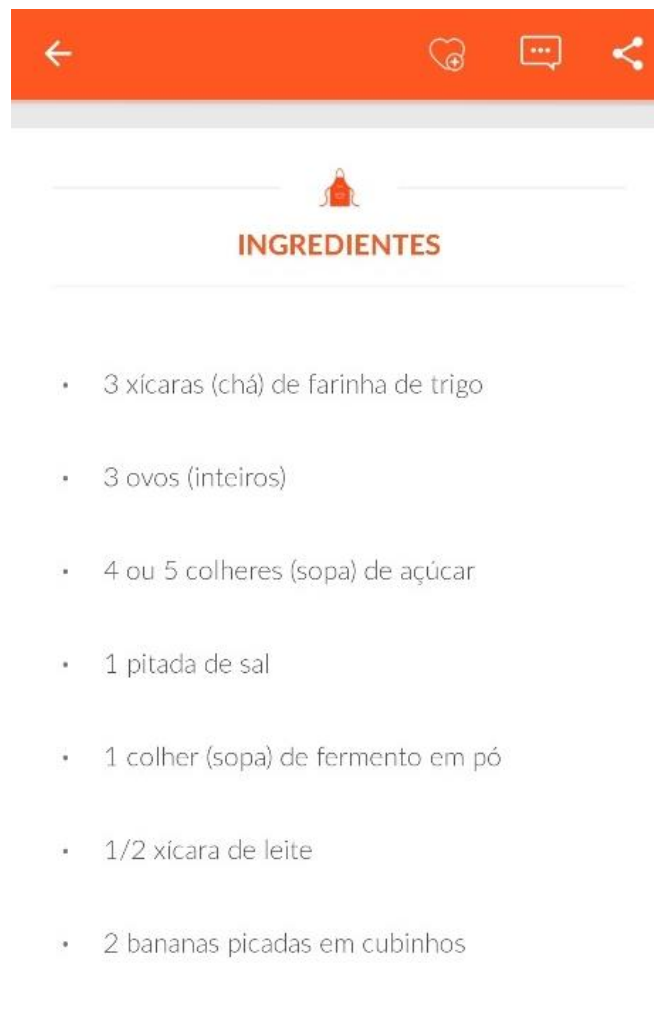 INGREDIENTES
• 3 xícaras (chá) de farinha de trigo
• 3 ovos (inteiros)
• 4 ou 5 colheres (sopa) de açúcar
• 1 pitada de sal
• 1 colher (sopa) de fermento em pó
• 1/2 xícara de leite
• 2 bananas picadas em cubinhos